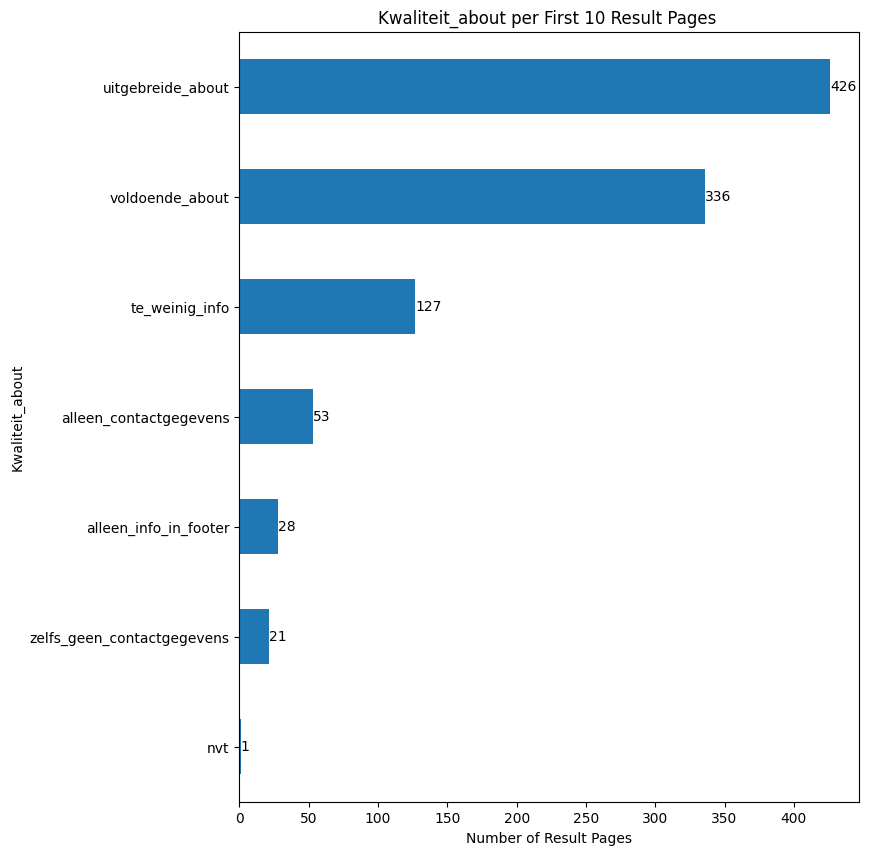 Kwaliteit_about per First 10 Result Pages
uitgebreide_about 426
voldoende_about 336
te_weinig_info 127
alleen_contactgegevens 53
alleen_info_in_footer 28
zelfs_geen_contactgegevens 21
nvt 1
Kwaliteit_about
0 50 100 150 200 250 300 350 400
Number of Result Pages